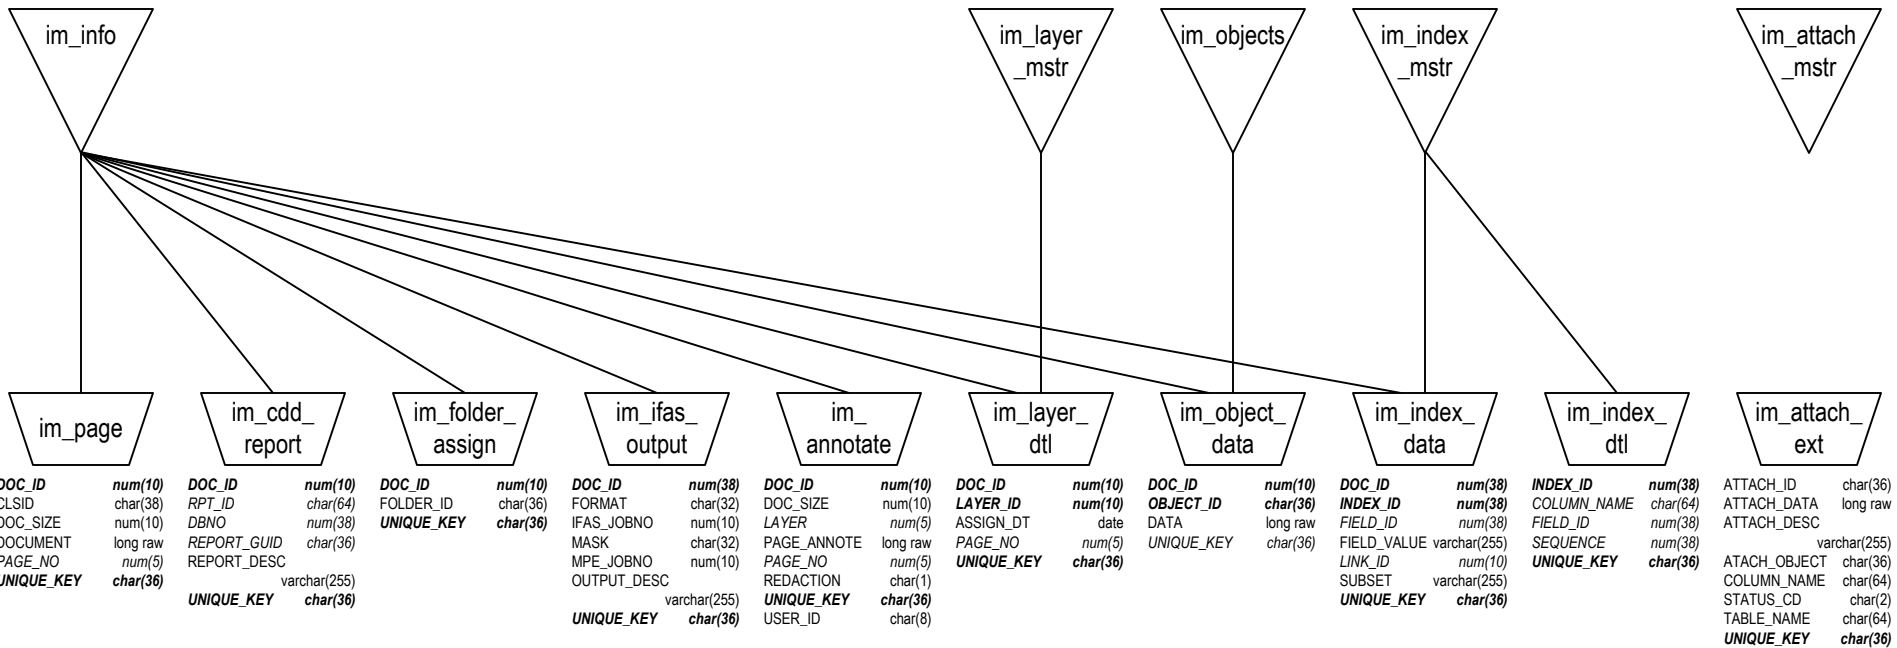 im_info
im_layer
_mstr
im_objects
im_index
_mstr
im_attach
_mstr
im_page
im_cdd_
report
im_folder_
assign
im_ifas_
output
im_
annotate
im_layer_
dtl
im_object_
data
im_index_
data
im_index_
dtl
im_attach_
ext
DOC_ID num(10)
CLSID char(38)
DOC_SIZE num(10)
DOCUMENT long raw
PAGE_NO num(5)
UNIQUE_KEY char(36)
DOC_ID num(10)
RPT_ID char(64)
DBNO num(38)
REPORT_GUID char(36)
REPORT_DESC
varchar(255)
UNIQUE_KEY char(36)
DOC_ID num(10)
FOLDER_ID char(36)
UNIQUE_KEY char(36)
DOC_ID num(38)
FORMAT char(32)
IFAS_JOBNO num(10)
MASK char(32)
MPE_JOBNO num(10)
OUTPUT_DESC
varchar(255)
UNIQUE_KEY char(36)
DOC_ID num(10)
DOC_SIZE num(10)
LAYER num(5)
PAGE_ANNOTE long raw
PAGE_NO num(5)
REDACTION char(1)
UNIQUE_KEY char(36)
USER_ID char(8)
DOC_ID num(10)
LAYER_ID num(10)
ASSIGN_DT date
PAGE_NO num(5)
UNIQUE_KEY char(36)
DOC_ID num(10)
OBJECT_ID char(36)
DATA long raw
UNIQUE_KEY char(36)
DOC_ID num(38)
INDEX_ID num(38)
FIELD_ID num(38)
FIELD_VALUE varchar(255)
LINK_ID num(10)
SUBSET varchar(255)
UNIQUE_KEY char(36)
INDEX_ID num(38)
COLUMN_NAME char(64)
FIELD_ID num(38)
SEQUENCE num(38)
UNIQUE_KEY char(36)
ATTACH_ID char(36)
ATTACH_DATA long raw
ATTACH_DESC
varchar(255)
ATACH_OBJECT char(36)
COLUMN_NAME char(64)
STATUS_CD char(2)
TABLE_NAME char(64)
UNIQUE_KEY char(36)